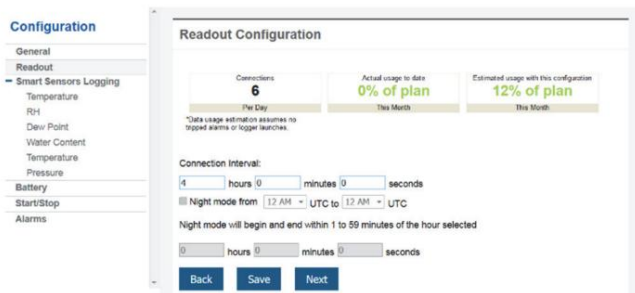 Configuration
General
Readout
Smart Sensors Logging
Temperature
RH
Dew Point
Water Content
Temperature
Pressure
Battery
Start/Stop
Alarms
Readout Configuration
Connections
6
Per Day
Actual usage to date
0% of plan
This Month
Estimated usage with this configuration
12% of plan
This Month
*Data usage estimation assumes no
tripped alarms or logger launches.
Connection Interval:
4 hours 0 minutes 0 seconds
Night mode from 12 AM UTC to 12 AM UTC
Night mode will begin and end within 1 to 59 minutes of the hour selected
0 hours 0 minutes 0 seconds
Back Save Next